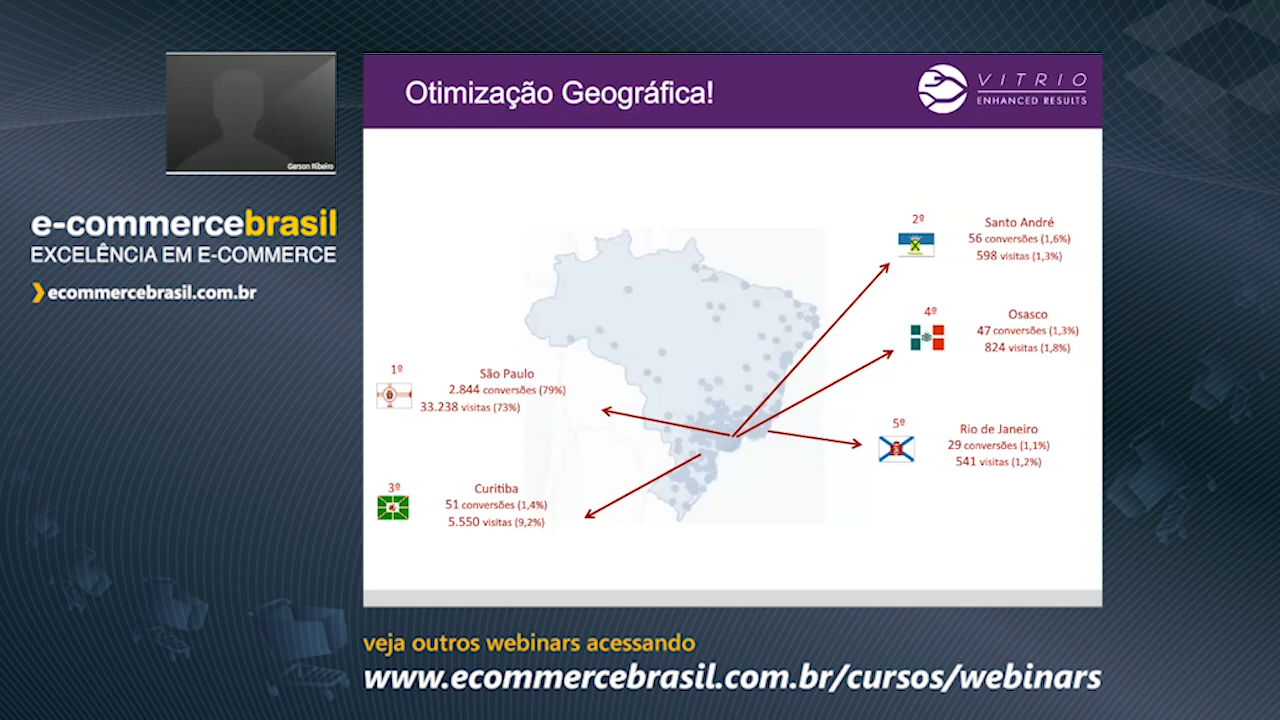 Otimização Geográfica!
VITRIO
ENHANCED RESULTS
Gerson Ribeiro
e-commercebrasil
EXCELÊNCIA EM E-COMMERCE
ecommercebrasil.com.br
2º
Santo André
56 conversões (1,6%)
598 visitas (1,3%)
4º
Osasco
47 conversões (1,3%)
824 visitas (1,8%)
1º
São Paulo
2.844 conversões (79%)
33.238 visitas (73%)
5º
Rio de Janeiro
29 conversões (1,1%)
541 visitas (1,2%)
3º
Curitiba
51 conversões (1,4%)
5.550 visitas (9,2%)
veja outros webinars acessando
www.ecommercebrasil.com.br/cursos/webinars